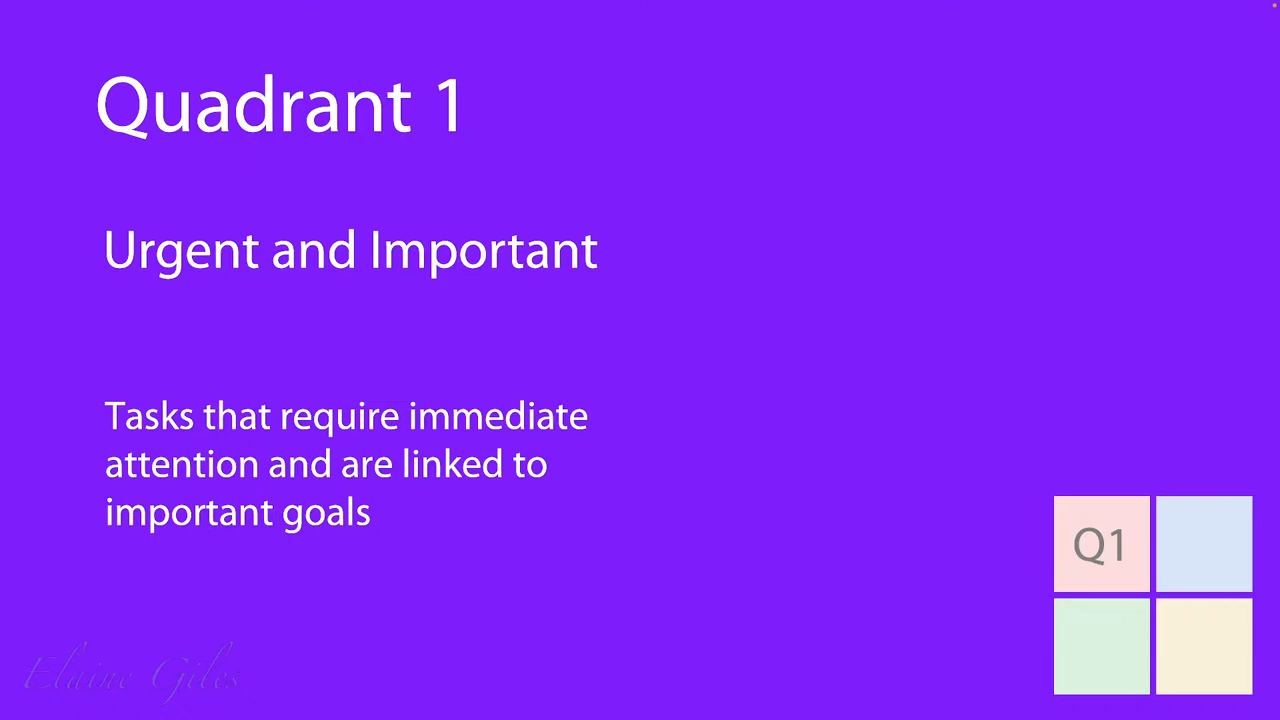 Quadrant 1
Urgent and Important
Tasks that require immediate
attention and are linked to
important goals
Q1
Elaine Giles